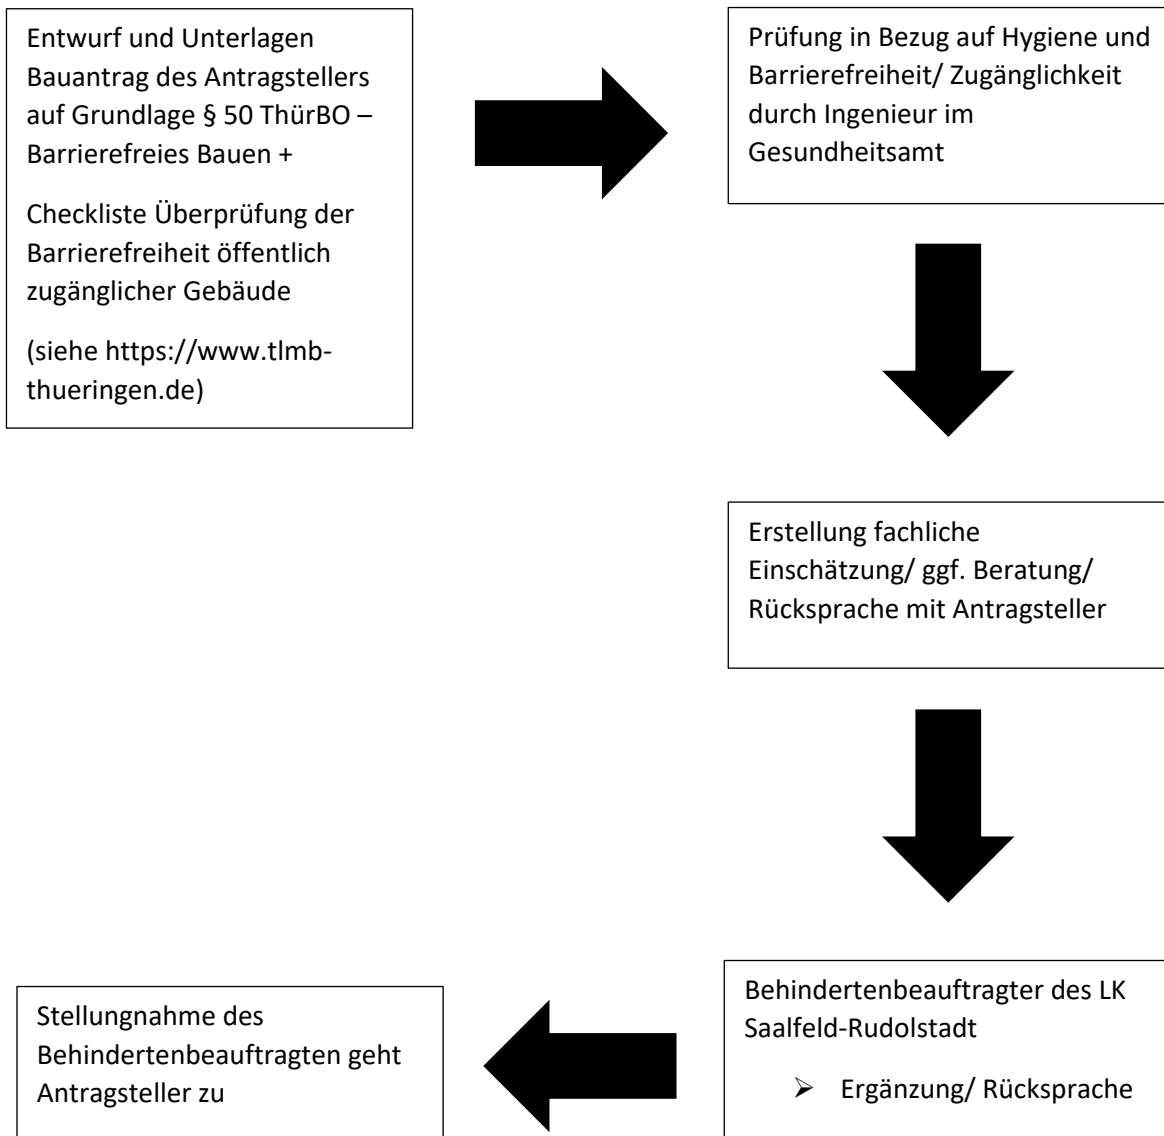 Entwurf und Unterlagen
Bauantrag des Antragstellers
auf Grundlage § 50 ThürBO –
Barrierefreies Bauen +
Checkliste Überprüfung der
Barrierefreiheit öffentlich
zugänglicher Gebäude
(siehe https://www.tlmb-
thueringen.de)
Prüfung in Bezug auf Hygiene und
Barrierefreiheit/ Zugänglichkeit
durch Ingenieur im
Gesundheitsamt
Erstellung fachliche
Einschätzung/ ggf. Beratung/
Rücksprache mit Antragsteller
Behindertenbeauftragter des LK
Saalfeld-Rudolstadt
➢ Ergänzung/ Rücksprache
Stellungnahme des
Behindertenbeauftragten geht
Antragsteller zu